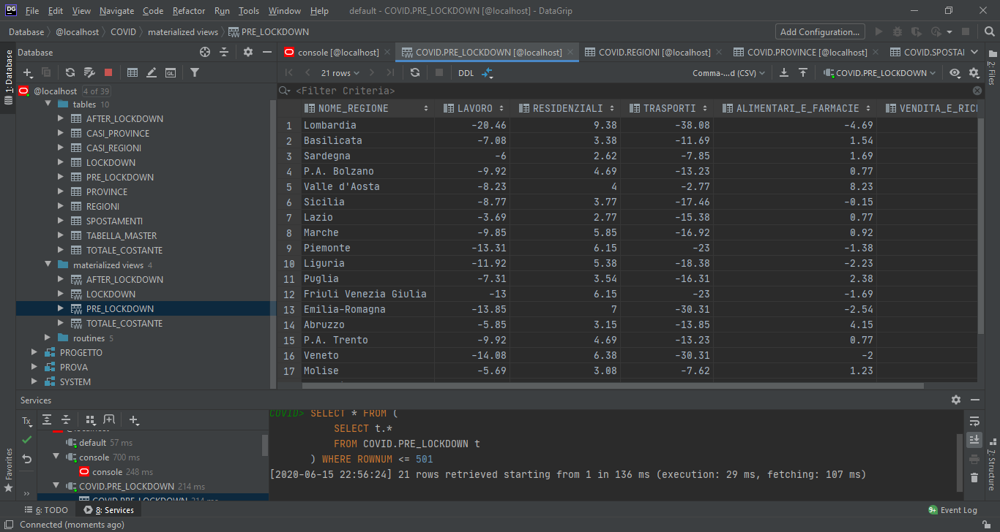 DG File Edit View Navigate Code Refactor Run Tools Window Help default - COVID.PRE_LOCKDOWN [@localhost] - DataGrip
Database @localhost COVID materialized views PRE_LOCKDOWN Add Configuration...
1: Database
Database
console [@localhost] COVID.PRE_LOCKDOWN [@localhost] COVID.REGIONI [@localhost] COVID.PROVINCE [@localhost] COVID.SPOSTAI
2: Files
21 rows DDL Comma-...d (CSV) COVID.PRE_LOCKDOWN
<Filter Criteria>
@localhost 4 of 39
tables 10
AFTER_LOCKDOWN
CASI_PROVINCE
CASI_REGIONI
LOCKDOWN
PRE_LOCKDOWN
PROVINCE
REGIONI
SPOSTAMENTI
TABELLA_MASTER
TOTALE_COSTANTE
materialized views 4
AFTER_LOCKDOWN
LOCKDOWN
PRE_LOCKDOWN
TOTALE_COSTANTE
routines 5
PROGETTO
PROVA
SYSTEM
NOME_REGIONE LAVORO RESIDENZIALI TRASPORTI ALIMENTARI_E_FARMACIE VENDITA_E_RICE
1 Lombardia -20.46 9.38 -38.08 -4.69
2 Basilicata -7.08 3.38 -11.69 1.54
3 Sardegna -6 2.62 -7.85 1.69
4 P.A. Bolzano -9.92 4.69 -13.23 0.77
5 Valle d'Aosta -8.23 4 -2.77 8.23
6 Sicilia -8.77 3.77 -17.46 -0.15
7 Lazio -3.69 2.77 -15.38 0.77
8 Marche -9.85 5.85 -16.92 0.92
9 Piemonte -13.31 6.15 -23 -1.38
10 Liguria -11.92 5.38 -18.38 -2.23
11 Puglia -7.31 3.54 -16.31 2.38
12 Friuli Venezia Giulia -13 6.15 -23 -1.69
13 Emilia-Romagna -13.85 7 -30.31 -2.54
14 Abruzzo -5.85 3.15 -13.85 4.15
15 P.A. Trento -9.92 4.69 -13.23 0.77
16 Veneto -14.08 6.38 -30.31 -2
17 Molise -5.69 3.08 -7.62 1.23
Services
Tx
@localhost
default 57 ms
console 700 ms
console 248 ms
COVID.PRE_LOCKDOWN 214 ms
COVID.PRE_LOCKDOWN 214 ms
COVID> SELECT * FROM (
SELECT t.*
FROM COVID.PRE_LOCKDOWN t
) WHERE ROWNUM <= 501
[2020-06-15 22:56:24] 21 rows retrieved starting from 1 in 136 ms (execution: 29 ms, fetching: 107 ms)
Favorites
7: Structure
6: TODO 8: Services 9+ Event Log
Connected (moments ago)